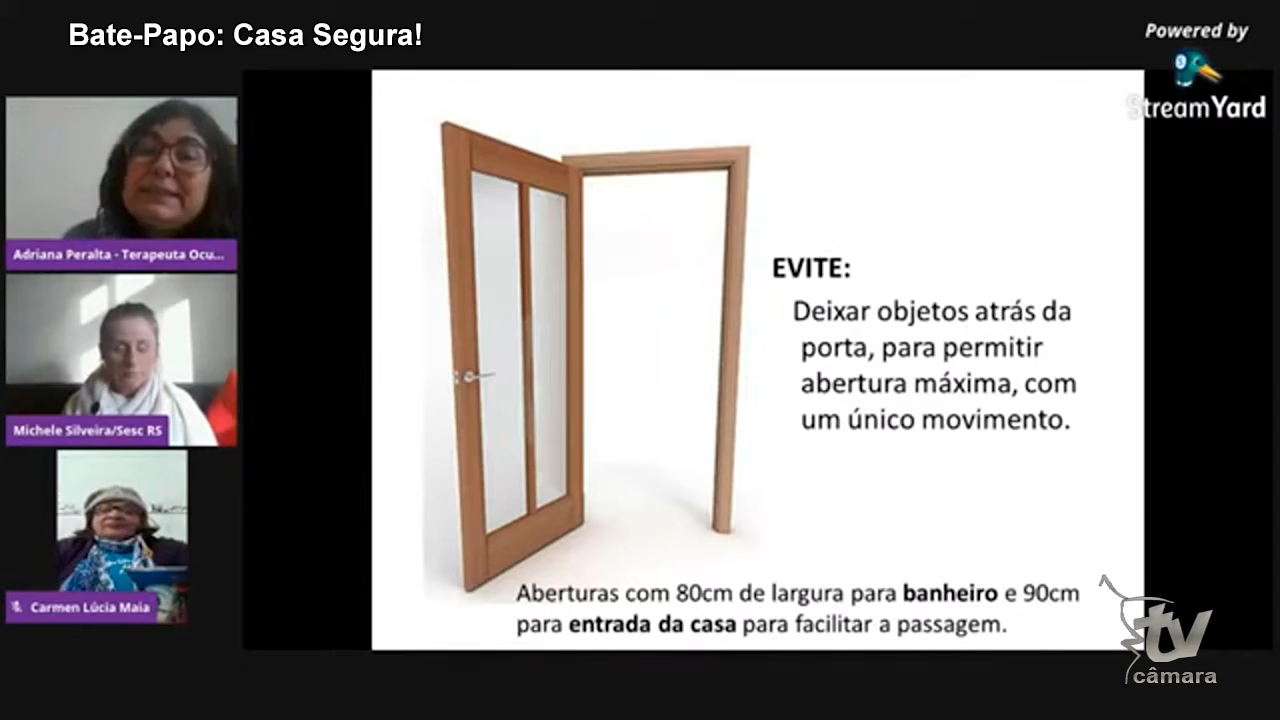 Bate-Papo: Casa Segura!
Powered by
StreamYard
Adriana Peralta - Terapeuta Ocu...
Michele Silveira/Sesc RS
Carmen Lúcia Maia
EVITE:
Deixar objetos atrás da
porta, para permitir
abertura máxima, com
um único movimento.
Aberturas com 80cm de largura para banheiro e 90cm
para entrada da casa para facilitar a passagem.
tv
câmara